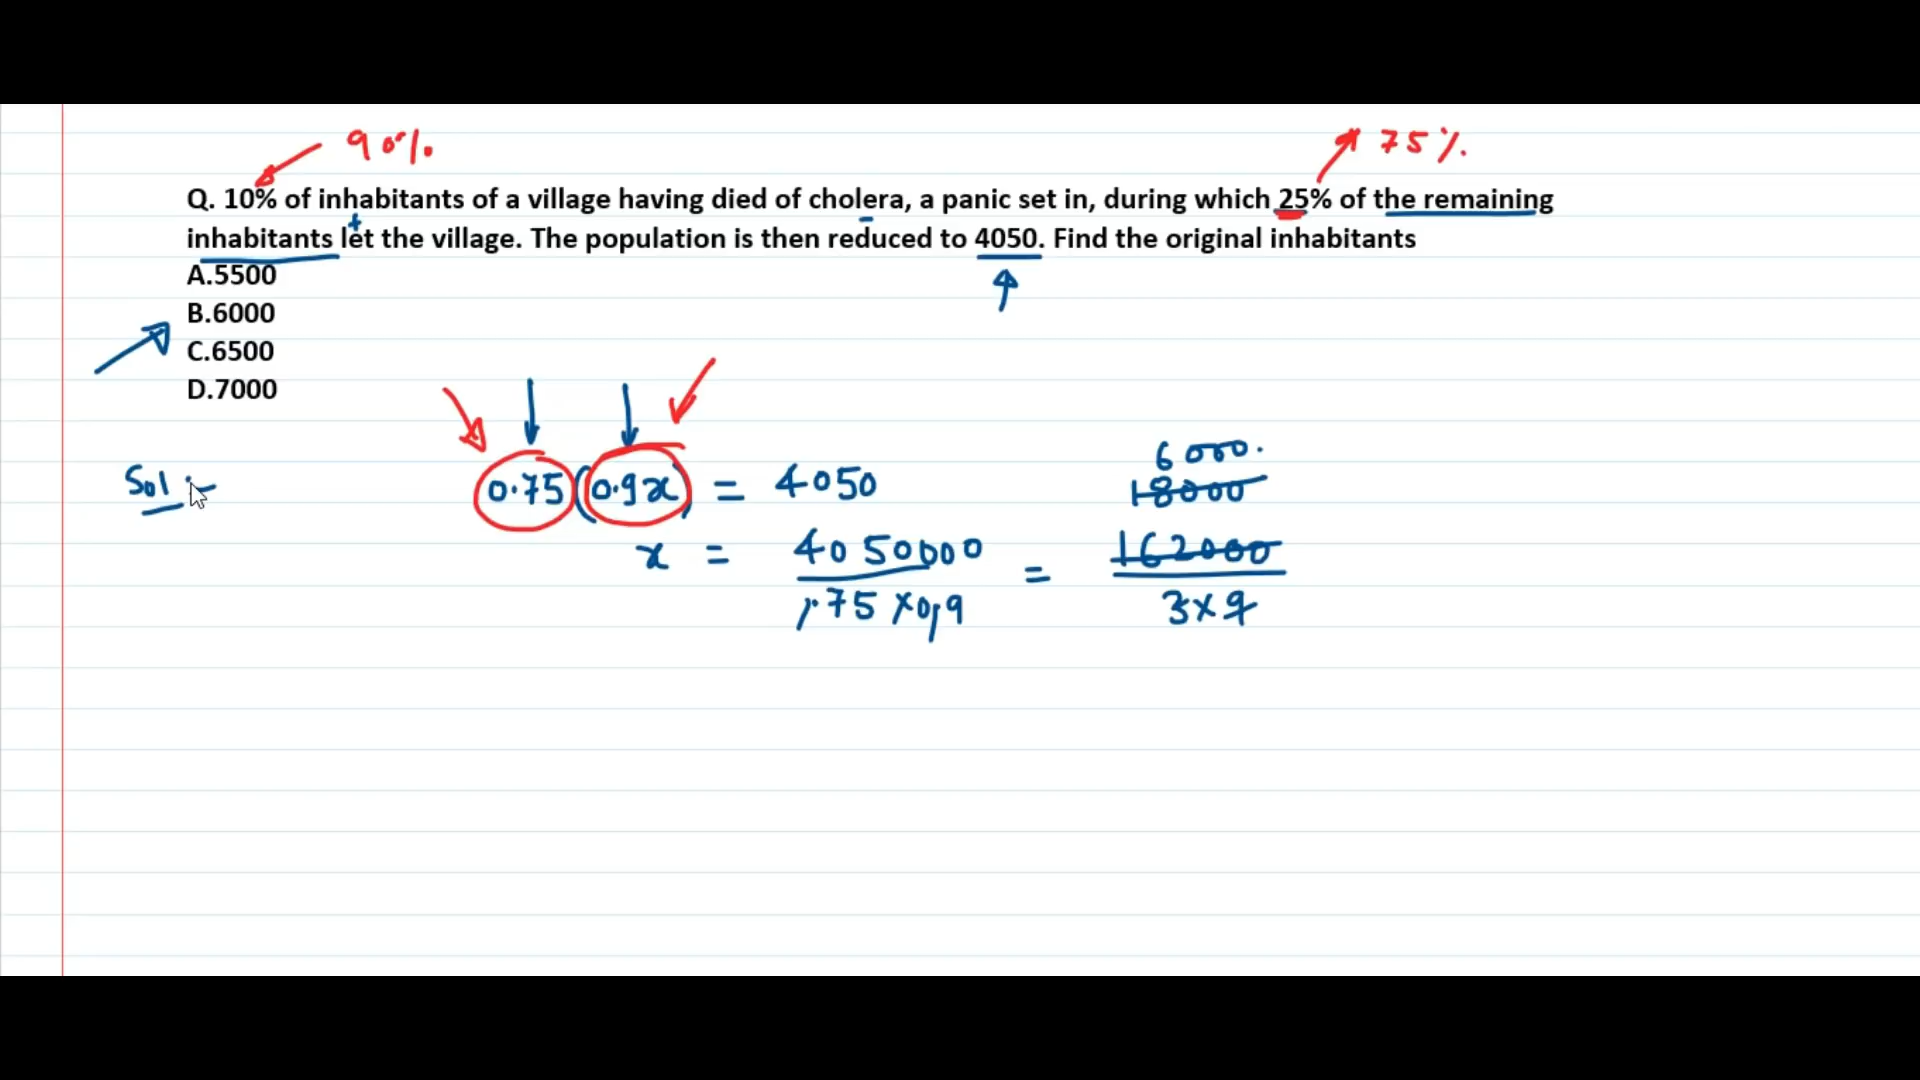 90%
75%.
Q. 10% of inhabitants of a village having died of cholera, a panic set in, during which 25% of the remaining
inhabitants let the village. The population is then reduced to 4050. Find the original inhabitants
A.5500
B.6000
C.6500
D.7000
Sol :-
0.75 (0.9x) = 4050
x = 4050000 / .75 x 0.9 = 162000 / 3 x 9
18000
6000.